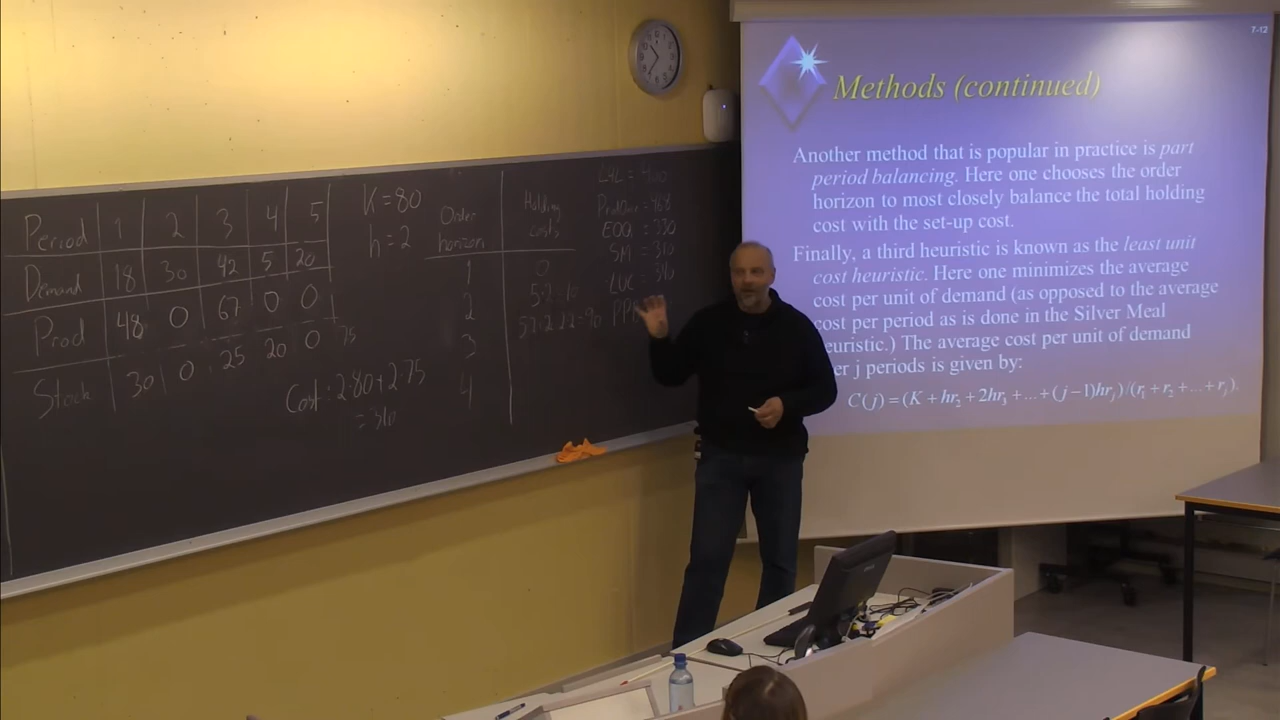 Period 1 2 3 4 5
Demand 18 30 42 5 20
Prod 48 0 67 0 0
Stock 30 0 25 20 0 75
Cost: 2·80+2·75
= 310
K=80
h=2
Order horizon
Holding costs
1 0
2
3
4
EOQ = 330
SM = 310
LUC = 310
7-12
Methods (continued)
Another method that is popular in practice is part
period balancing. Here one chooses the order
horizon to most closely balance the total holding
cost with the set-up cost.
Finally, a third heuristic is known as the least unit
cost heuristic. Here one minimizes the average
cost per unit of demand (as opposed to the average
cost per period as is done in the Silver Meal
euristic.) The average cost per unit of demand
er j periods is given by:
C(j) = (K + hr₂ + 2hr₃ + ... + (j − 1)hrⱼ)/(r₁ + r₂ + ... + rⱼ).